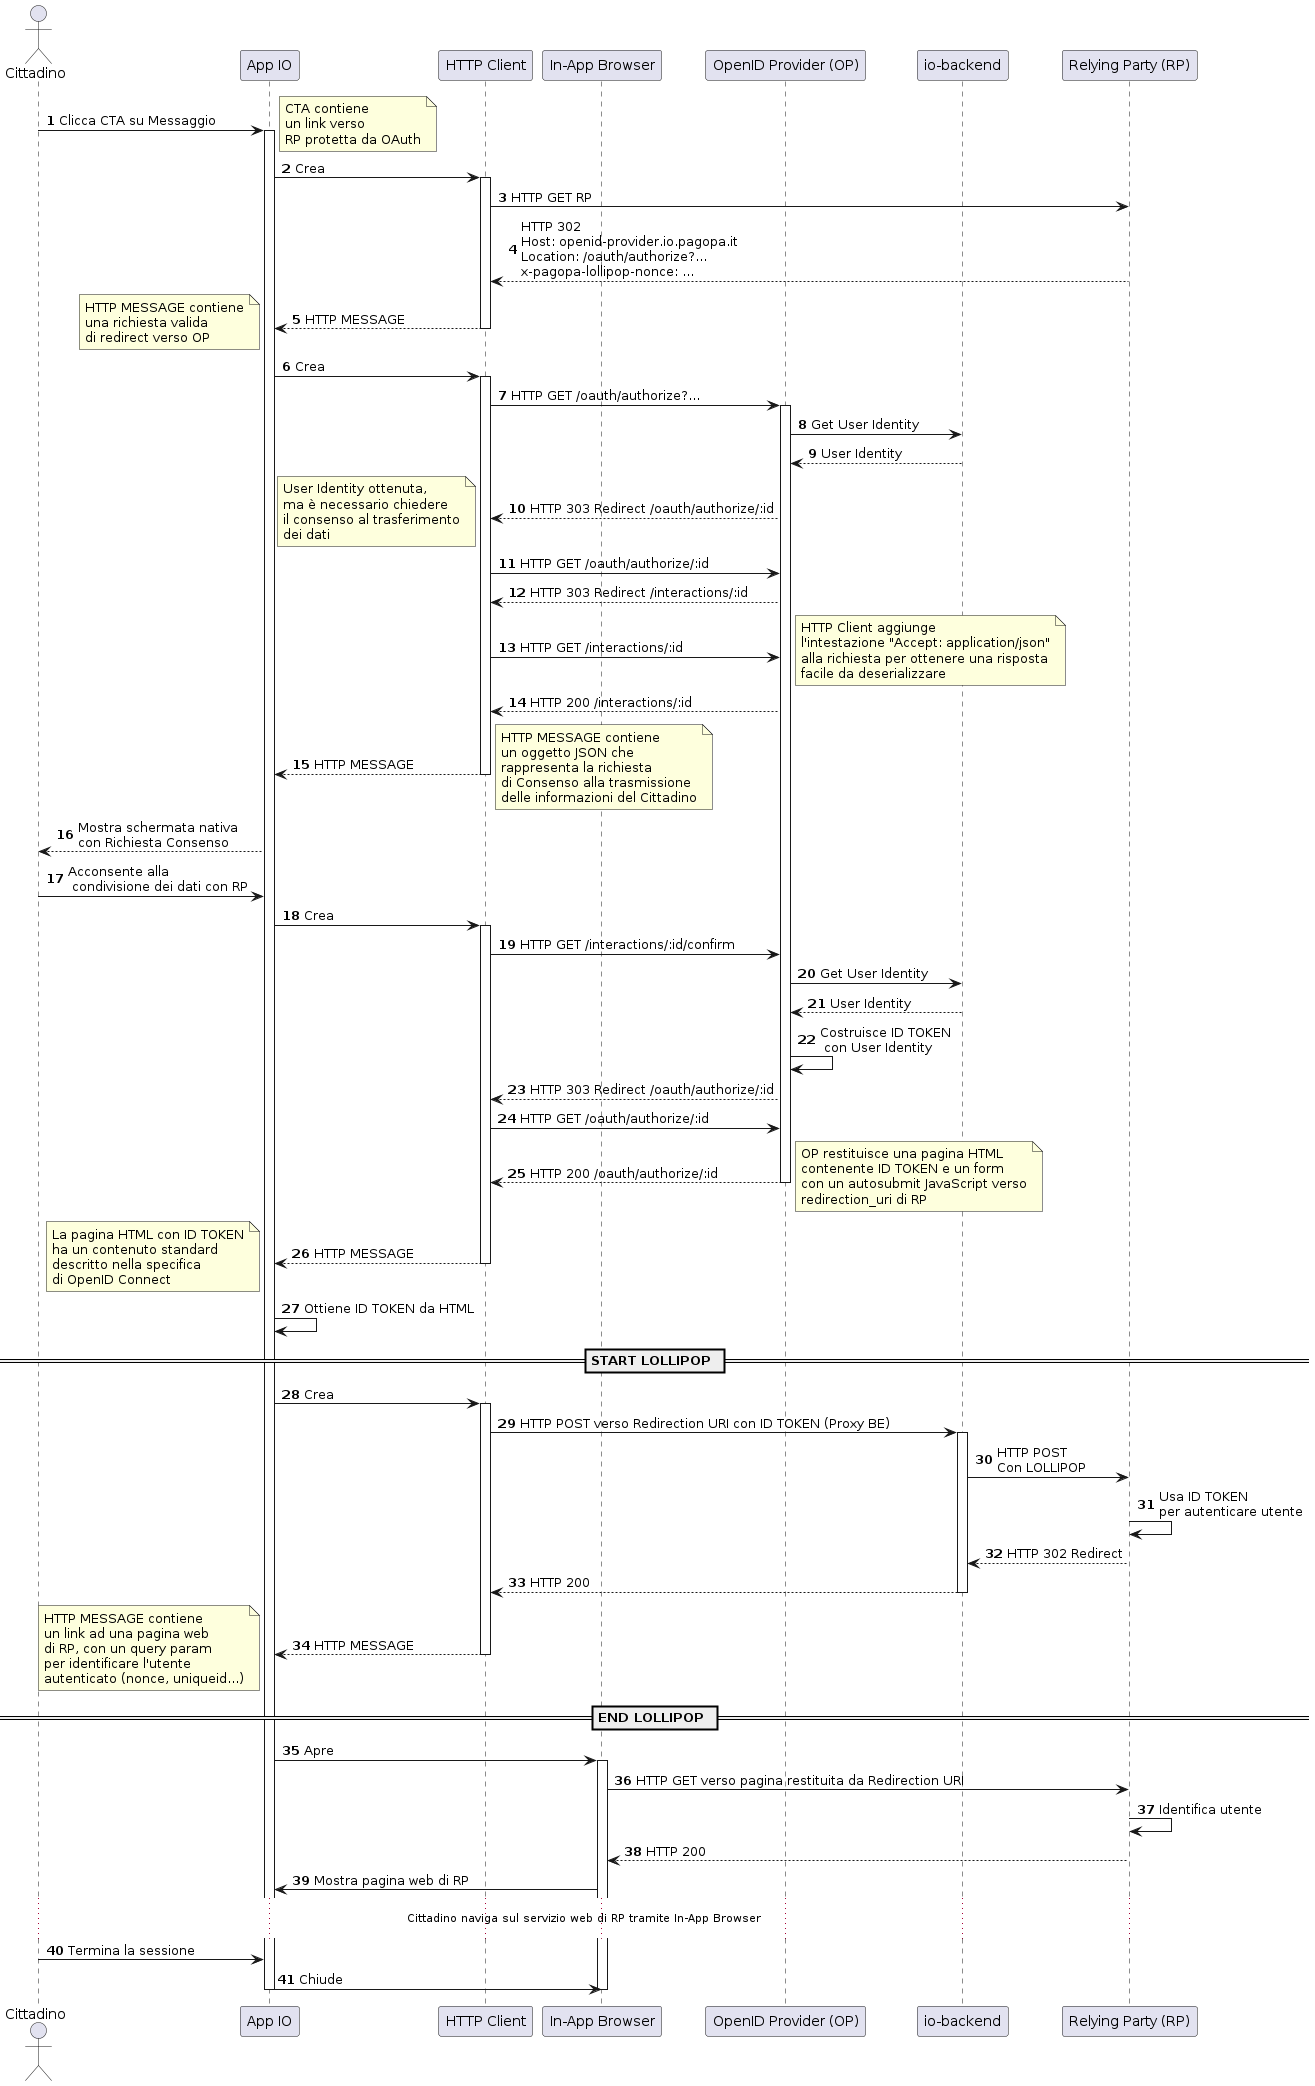 Cittadino
App IO
HTTP Client
In-App Browser
OpenID Provider (OP)
io-backend
Relying Party (RP)
CTA contiene
un link verso
RP protetta da OAuth
1 Clicca CTA su Messaggio
2 Crea
3 HTTP GET RP
4 HTTP 302
Host: openid-provider.io.pagopa.it
Location: /oauth/authorize?...
x-pagopa-lollipop-nonce: ...
HTTP MESSAGE contiene
una richiesta valida
di redirect verso OP
5 HTTP MESSAGE
6 Crea
7 HTTP GET /oauth/authorize?...
8 Get User Identity
9 User Identity
User Identity ottenuta,
ma è necessario chiedere
il consenso al trasferimento
dei dati
10 HTTP 303 Redirect /oauth/authorize/:id
11 HTTP GET /oauth/authorize/:id
12 HTTP 303 Redirect /interactions/:id
HTTP Client aggiunge
l'intestazione "Accept: application/json"
alla richiesta per ottenere una risposta
facile da deserializzare
13 HTTP GET /interactions/:id
14 HTTP 200 /interactions/:id
HTTP MESSAGE contiene
un oggetto JSON che
rappresenta la richiesta
di Consenso alla trasmissione
delle informazioni del Cittadino
15 HTTP MESSAGE
16 Mostra schermata nativa
con Richiesta Consenso
17 Acconsente alla
condivisione dei dati con RP
18 Crea
19 HTTP GET /interactions/:id/confirm
20 Get User Identity
21 User Identity
22 Costruisce ID TOKEN
con User Identity
23 HTTP 303 Redirect /oauth/authorize/:id
24 HTTP GET /oauth/authorize/:id
OP restituisce una pagina HTML
contenente ID TOKEN e un form
con un autosubmit JavaScript verso
redirection_uri di RP
25 HTTP 200 /oauth/authorize/:id
La pagina HTML con ID TOKEN
ha un contenuto standard
descritto nella specifica
di OpenID Connect
26 HTTP MESSAGE
27 Ottiene ID TOKEN da HTML
START LOLLIPOP
28 Crea
29 HTTP POST verso Redirection URI con ID TOKEN (Proxy BE)
30 HTTP POST
Con LOLLIPOP
31 Usa ID TOKEN
per autenticare utente
32 HTTP 302 Redirect
33 HTTP 200
HTTP MESSAGE contiene
un link ad una pagina web
di RP, con un query param
per identificare l'utente
autenticato (nonce, uniqueid...)
34 HTTP MESSAGE
END LOLLIPOP
35 Apre
36 HTTP GET verso pagina restituita da Redirection URI
37 Identifica utente
38 HTTP 200
39 Mostra pagina web di RP
Cittadino naviga sul servizio web di RP tramite In-App Browser
40 Termina la sessione
41 Chiude
Cittadino
App IO
HTTP Client
In-App Browser
OpenID Provider (OP)
io-backend
Relying Party (RP)